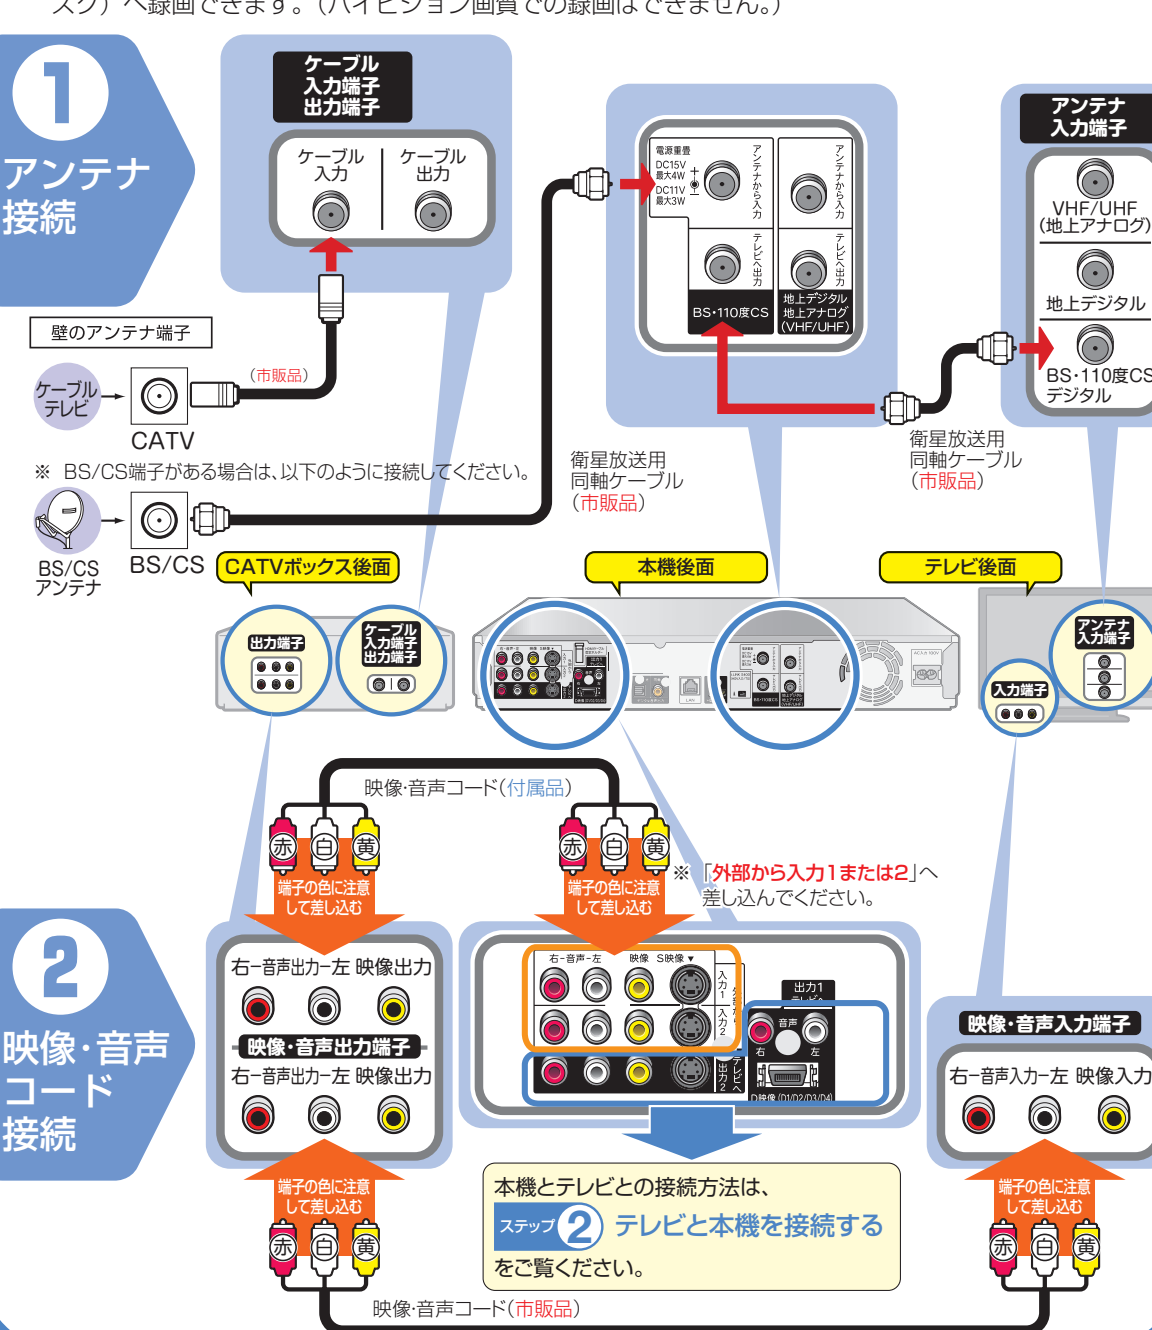 スク）へ録画できます。（ハイビジョン画質での録画はできません。）
1
アンテナ
接続
ケーブル
入力端子
出力端子
ケーブル
入力
ケーブル
出力
電源重畳
DC15V
最大4W
DC11V
最大3W
アンテナから入力
アンテナから入力
テレビへ出力
テレビへ出力
BS・110度CS
地上デジタル
地上アナログ
(VHF/UHF)
アンテナ
入力端子
VHF/UHF
(地上アナログ)
地上デジタル
BS・110度CS
デジタル
壁のアンテナ端子
ケーブル
テレビ
CATV
（市販品）
※ BS/CS端子がある場合は、以下のように接続してください。
BS/CS
アンテナ
BS/CS
衛星放送用
同軸ケーブル
（市販品）
衛星放送用
同軸ケーブル
（市販品）
CATVボックス後面
本機後面
テレビ後面
出力端子
ケーブル
入力端子
出力端子
アンテナ
入力端子
入力端子
映像・音声コード（付属品）
赤 白 黄
端子の色に注意
して差し込む
赤 白 黄
端子の色に注意
して差し込む
※「外部から入力1または2」へ
差し込んでください。
2
映像・音声
コード
接続
右－音声出力－左 映像出力
映像・音声出力端子
右－音声出力－左 映像出力
右－音声－左 映像 S映像▼
入力1
入力2
出力2
テレビへ
出力1
音声
右 左
D映像 (D1/D2/D3/D4)
映像・音声入力端子
右－音声入力－左 映像入力
端子の色に注意
して差し込む
赤 白 黄
本機とテレビとの接続方法は、
ステップ 2 テレビと本機を接続する
をご覧ください。
端子の色に注意
して差し込む
赤 白 黄
映像・音声コード（市販品）